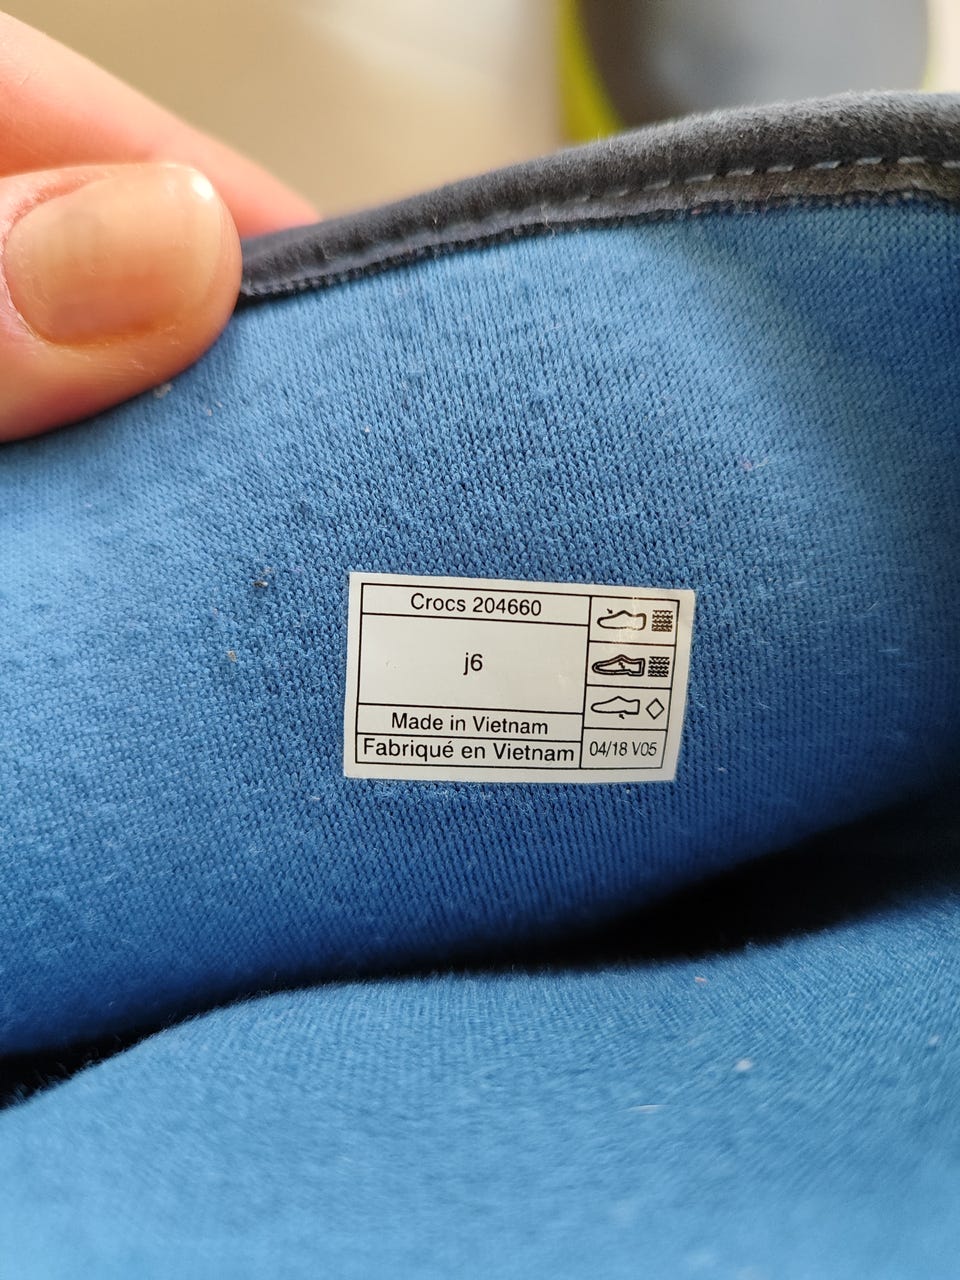 Crocs 204660
j6
Made in Vietnam
Fabriqué en Vietnam
04/18 V05